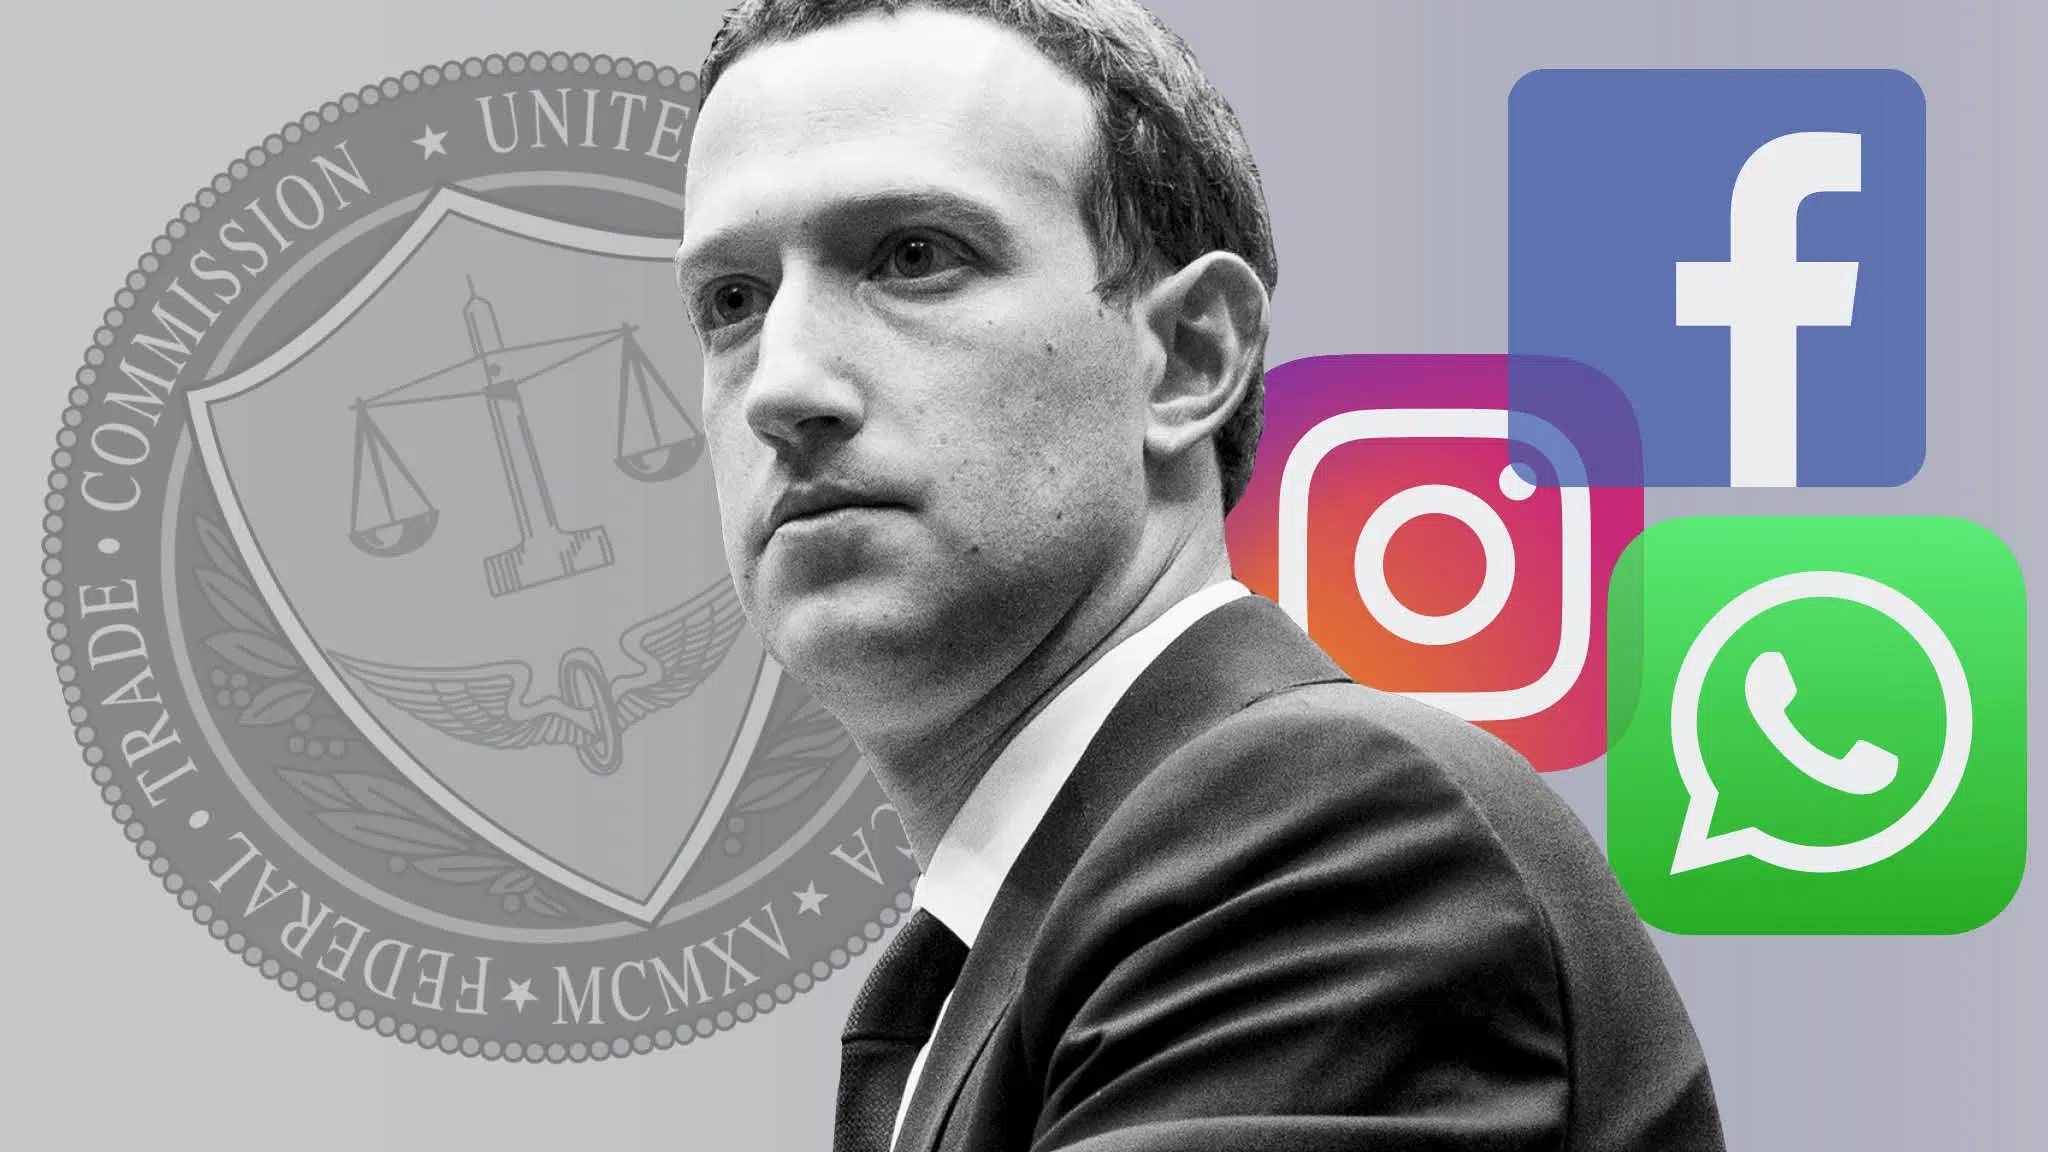 FEDERAL • TRADE • COMMISSION ★ UNITE
CA ★ MCMXV ★